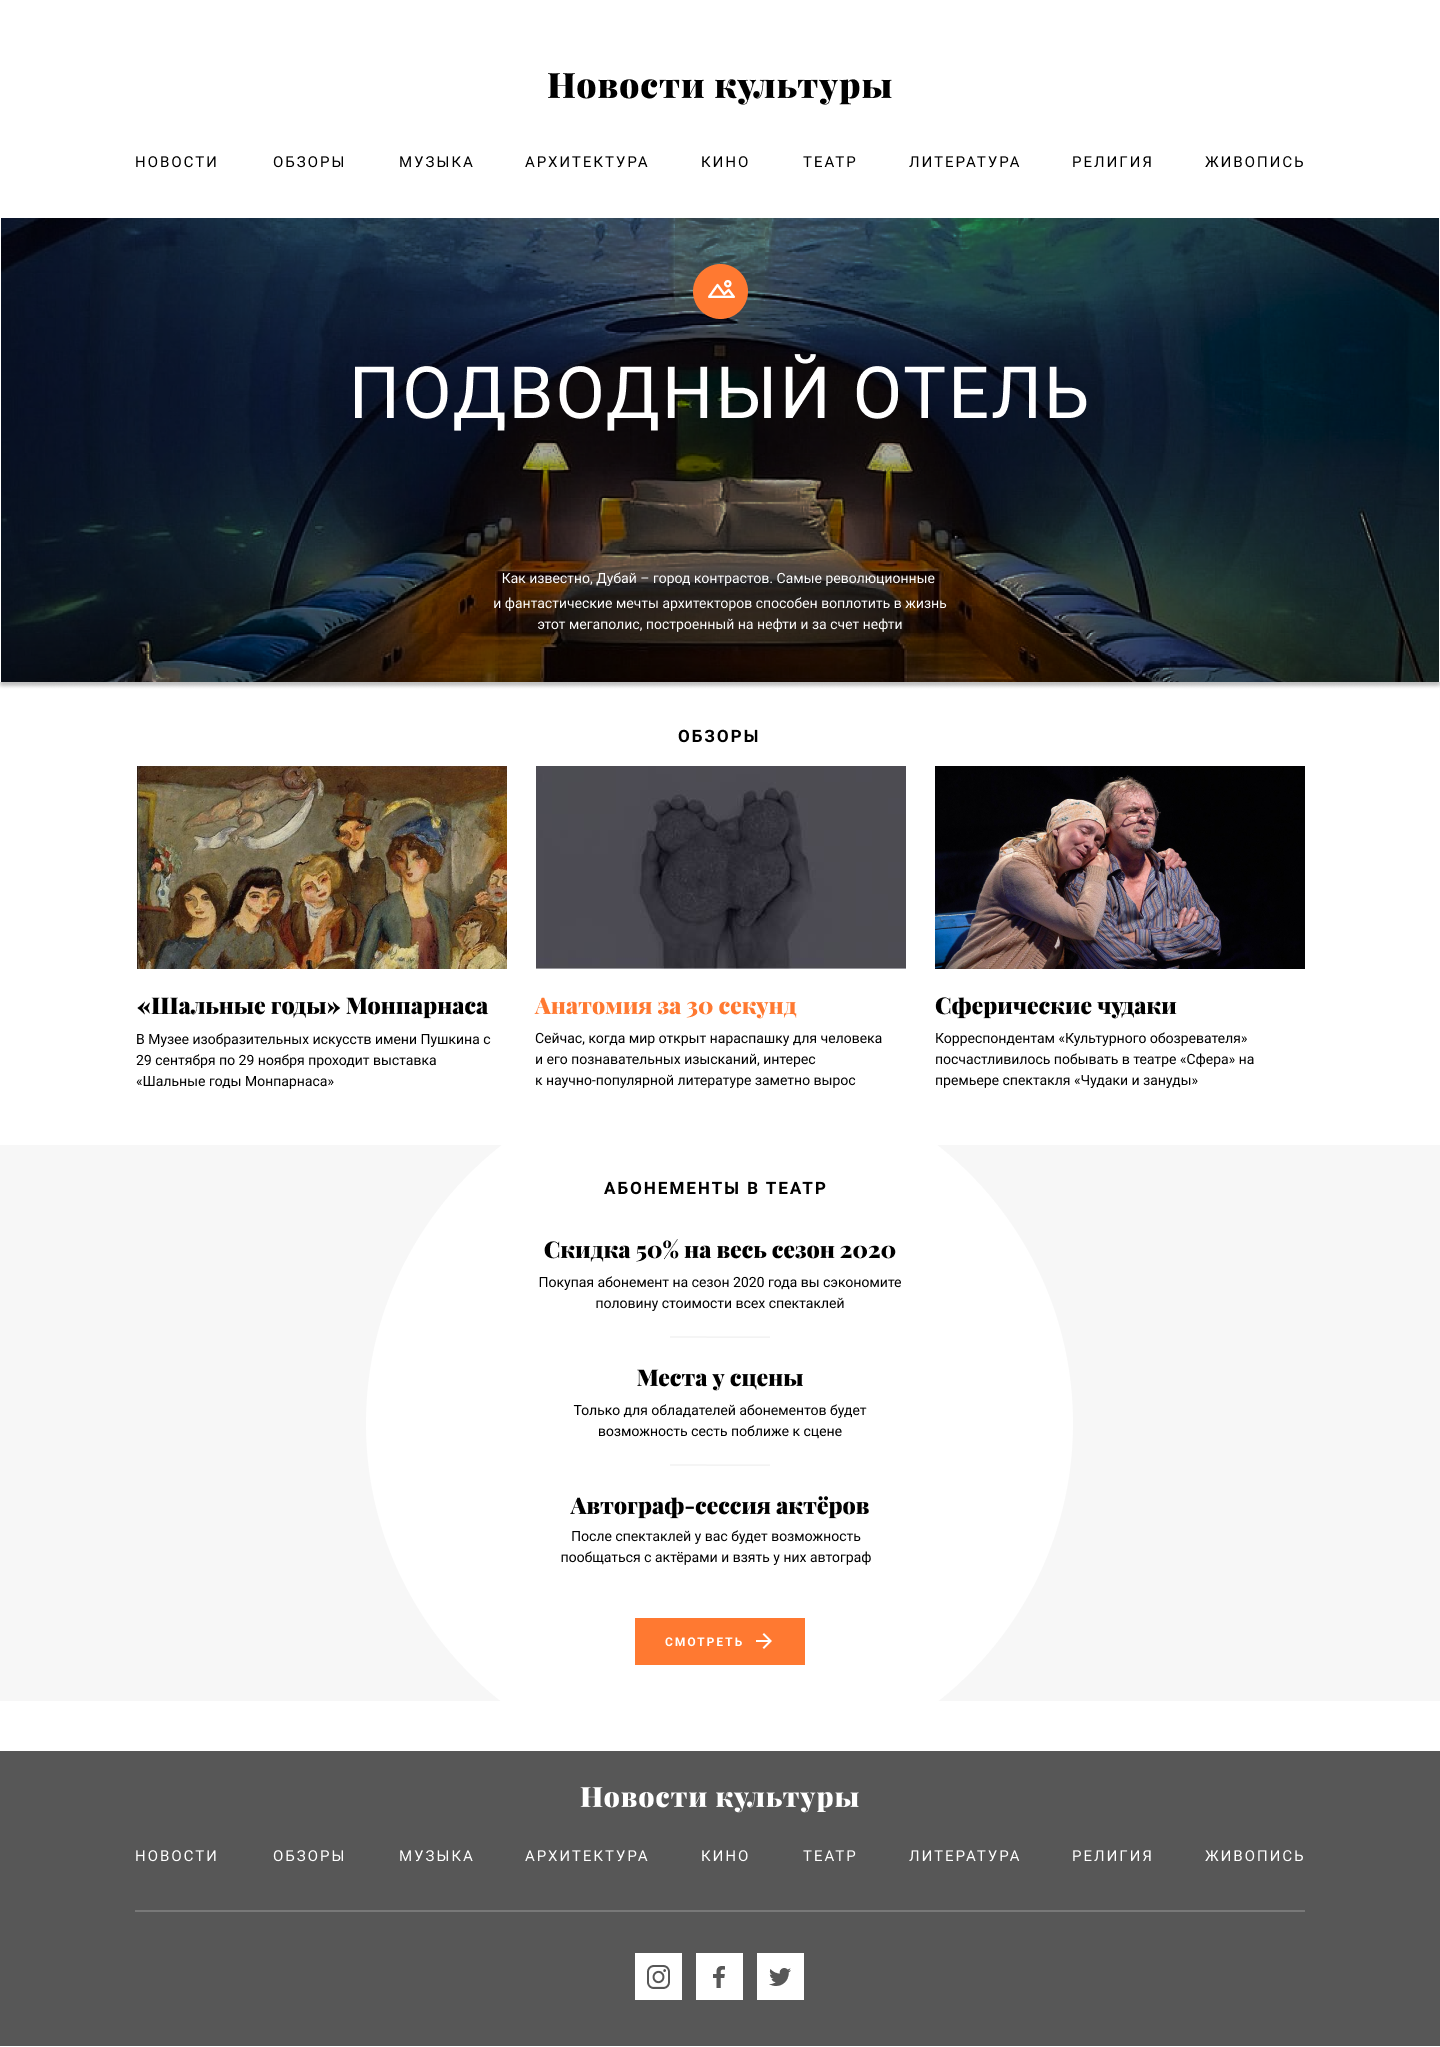 Новости культуры
НОВОСТИ ОБЗОРЫ МУЗЫКА АРХИТЕКТУРА КИНО ТЕАТР ЛИТЕРАТУРА РЕЛИГИЯ ЖИВОПИСЬ
ПОДВОДНЫЙ ОТЕЛЬ
Как известно, Дубай – город контрастов. Самые революционные
и фантастические мечты архитекторов способен воплотить в жизнь
этот мегаполис, построенный на нефти и за счет нефти
ОБЗОРЫ
«Шальные годы» Монпарнаса
В Музее изобразительных искусств имени Пушкина с
29 сентября по 29 ноября проходит выставка
«Шальные годы Монпарнаса»
Анатомия за 30 секунд
Сейчас, когда мир открыт нараспашку для человека
и его познавательных изысканий, интерес
к научно-популярной литературе заметно вырос
Сферические чудаки
Корреспондентам «Культурного обозревателя»
посчастливилось побывать в театре «Сфера» на
премьере спектакля «Чудаки и зануды»
АБОНЕМЕНТЫ В ТЕАТР
Скидка 50% на весь сезон 2020
Покупая абонемент на сезон 2020 года вы сэкономите
половину стоимости всех спектаклей
Места у сцены
Только для обладателей абонементов будет
возможность сесть поближе к сцене
Автограф-сессия актёров
После спектаклей у вас будет возможность
пообщаться с актёрами и взять у них автограф
СМОТРЕТЬ
Новости культуры
НОВОСТИ ОБЗОРЫ МУЗЫКА АРХИТЕКТУРА КИНО ТЕАТР ЛИТЕРАТУРА РЕЛИГИЯ ЖИВОПИСЬ